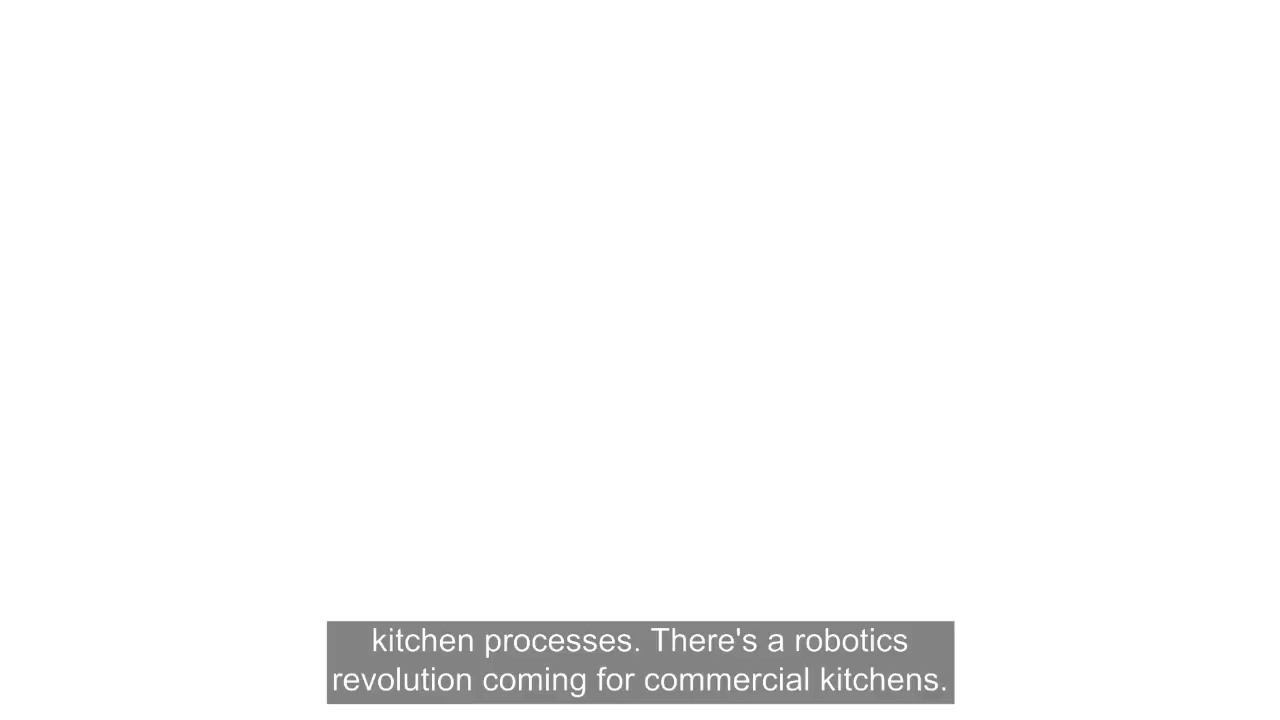 kitchen processes. There's a robotics
revolution coming for commercial kitchens.